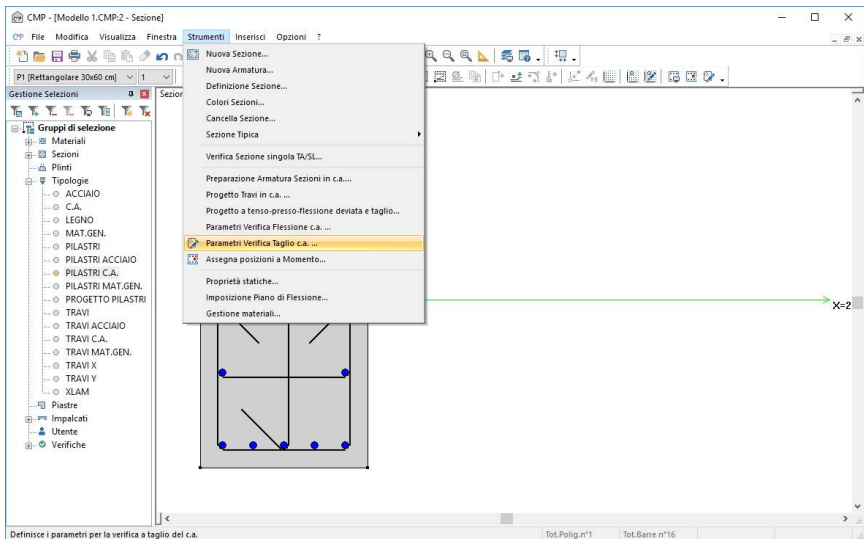 CMP - [Modello 1.CMP:2 - Sezione]
File Modifica Visualizza Finestra Strumenti Inserisci Opzioni ?
P1 [Rettangolare 30x60 cm] 1
Gestione Selezioni
Sezion
Gruppi di selezione
Materiali
Sezioni
Plinti
Tipologie
ACCIAIO
C.A.
LEGNO
MAT.GEN.
PILASTRI
PILASTRI ACCIAIO
PILASTRI C.A.
PILASTRI MAT.GEN.
PROGETTO PILASTRI
TRAVI
TRAVI ACCIAIO
TRAVI C.A.
TRAVI MAT.GEN.
TRAVI X
TRAVI Y
XLAM
Piastre
Impalcati
Utente
Verifiche
Nuova Sezione...
Nuova Armatura...
Definizione Sezione...
Colori Sezioni...
Cancella Sezione...
Sezione Tipica
Verifica Sezione singola TA/SL...
Preparazione Armatura Sezioni in c.a....
Progetto Travi in c.a. ...
Progetto a tenso-presso-flessione deviata e taglio...
Parametri Verifica Flessione c.a. ...
Parametri Verifica Taglio c.a. ...
Assegna posizioni a Momento...
Proprietà statiche...
Imposizione Piano di Flessione...
Gestione materiali...
X=2
Definisce i parametri per la verifica a taglio del c.a.
Tot.Polig.n°1 Tot.Barre n°16